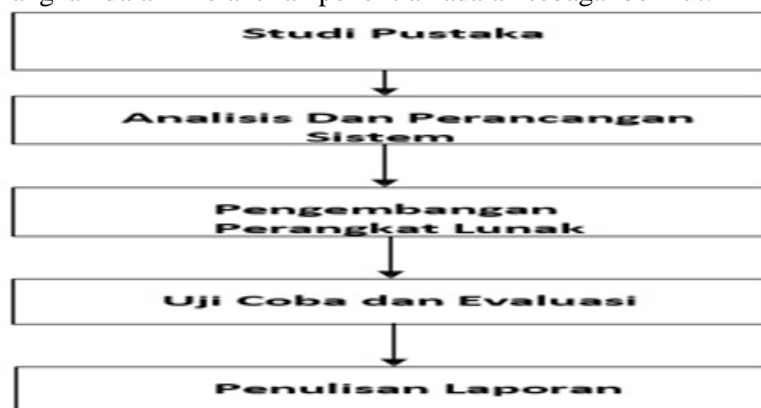 Studi Pustaka
Analisis Dan Perancangan
Sistem
Pengembangan
Perangkat Lunak
Uji Coba dan Evaluasi
Penulisan Laporan